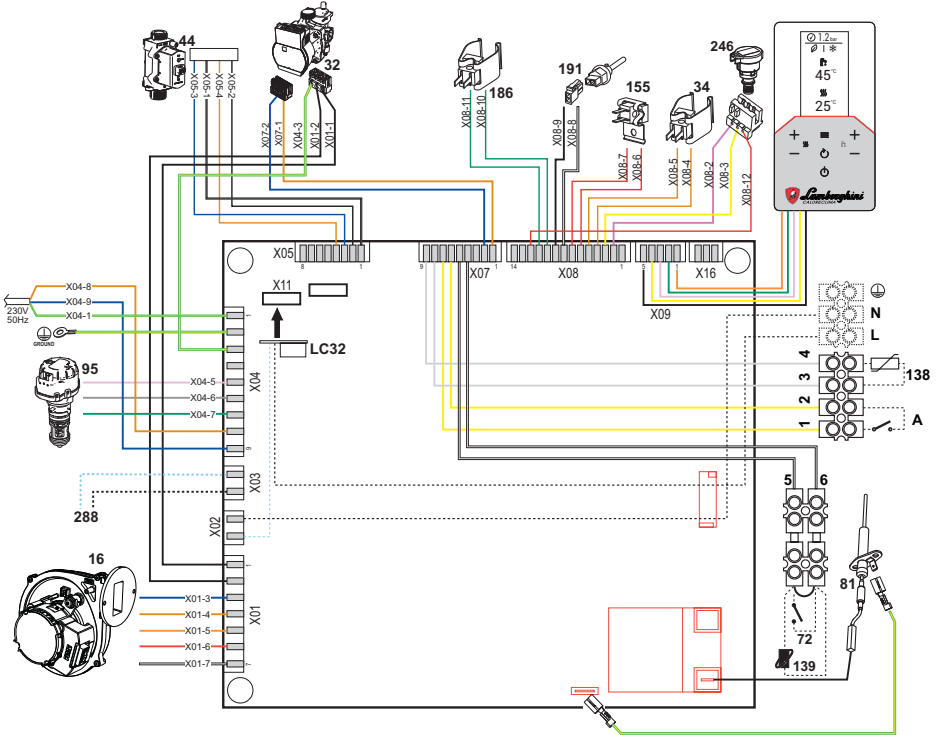 44
X05-3
X05-1
X05-4
X05-2
32
X07-2
X07-1
X04-3
X01-2
X01-1
186
X08-11
X08-10
191
X08-9
X08-8
155
X08-7
X08-6
34
X08-5
X08-4
246
X08-2
X08-3
X08-12
1.2 bar
45°C
25°C
+
+
−
−
Lamborghini
CALORECLIMA
X05
8
1
9
X07
1
14
X08
1
5
1
X09
X16
X11
LC32
X04-8
X04-9
X04-1
230V
50Hz
GROUND
95
X04-5
X04-6
X04-7
1
X04
9
X03
288
X02
16
X01-3
X01-4
X01-5
X01-6
X01-7
1
X01
7
N
L
4
3
138
2
1
A
5
6
72
139
81